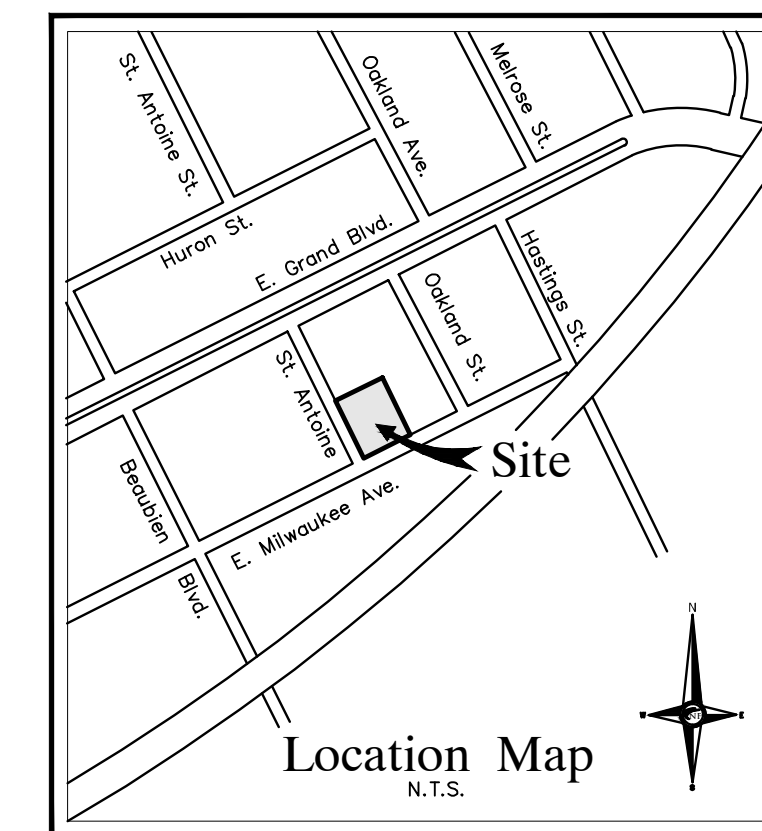 St. Antoine St.
Oakland Ave.
Melrose St.
Huron St.
E. Grand Blvd.
Hastings St.
Oakland St.
St. Antoine
Beaubien
Blvd.
E. Milwaukee Ave.
Site
N
W
E
S
Location Map
N.T.S.